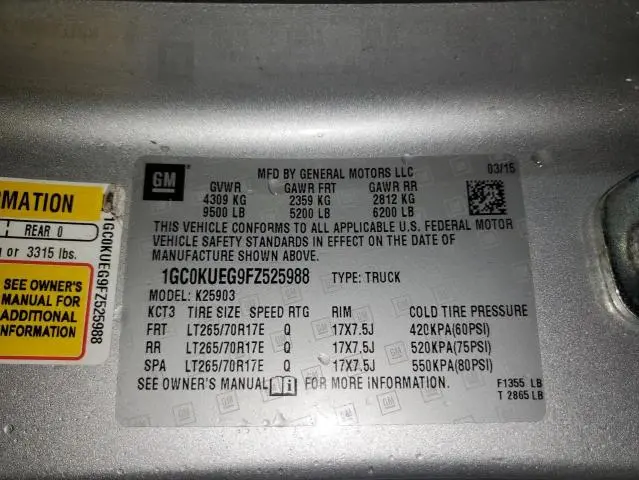 RMATION
REAR 0
g or 3315 lbs.
SEE OWNER'S
MANUAL FOR
ADDITIONAL
INFORMATION
1GC0KUEG9FZ525988
GM
MFD BY GENERAL MOTORS LLC
03/15
GVWR GAWR FRT GAWR RR
4309 KG 2359 KG 2812 KG
9500 LB 5200 LB 6200 LB
THIS VEHICLE CONFORMS TO ALL APPLICABLE U.S. FEDERAL MOTOR
VEHICLE SAFETY STANDARDS IN EFFECT ON THE DATE OF
MANUFACTURE SHOWN ABOVE.
1GC0KUEG9FZ525988 TYPE: TRUCK
MODEL: K25903
KCT3 TIRE SIZE SPEED RTG RIM COLD TIRE PRESSURE
FRT LT265/70R17E Q 17X7.5J 420KPA(60PSI)
RR LT265/70R17E Q 17X7.5J 520KPA(75PSI)
SPA LT265/70R17E Q 17X7.5J 550KPA(80PSI)
SEE OWNER'S MANUAL FOR MORE INFORMATION.
F1355 LB
T 2865 LB